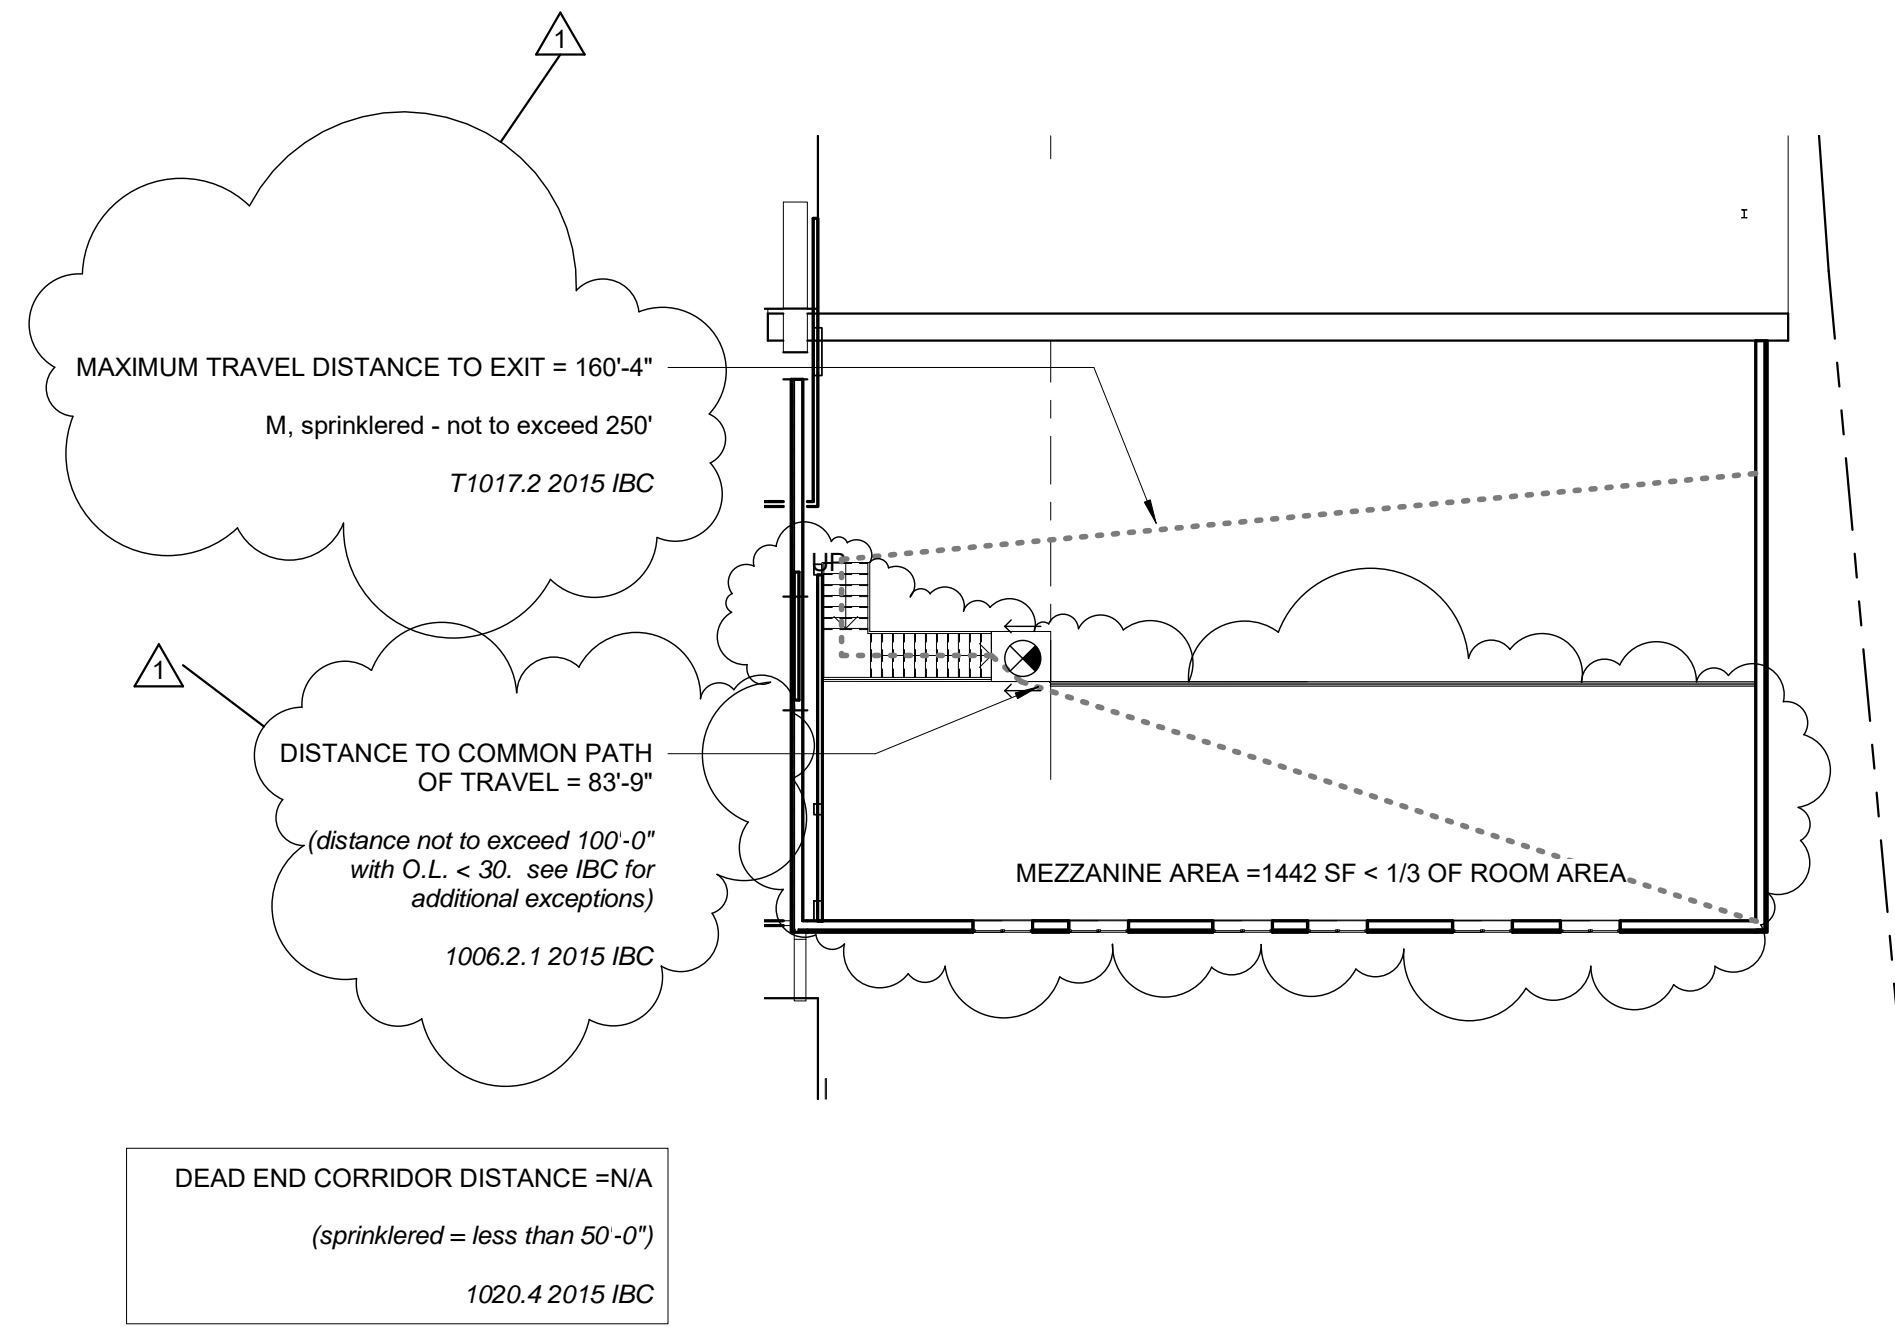 1
MAXIMUM TRAVEL DISTANCE TO EXIT = 160'-4"
M, sprinklered - not to exceed 250'
T1017.2 2015 IBC
UP
1
DISTANCE TO COMMON PATH
OF TRAVEL = 83'-9"
(distance not to exceed 100'-0"
with O.L. < 30.  see IBC for
additional exceptions)
1006.2.1 2015 IBC
MEZZANINE AREA =1442 SF < 1/3 OF ROOM AREA
DEAD END CORRIDOR DISTANCE =N/A
(sprinklered = less than 50'-0")
1020.4 2015 IBC